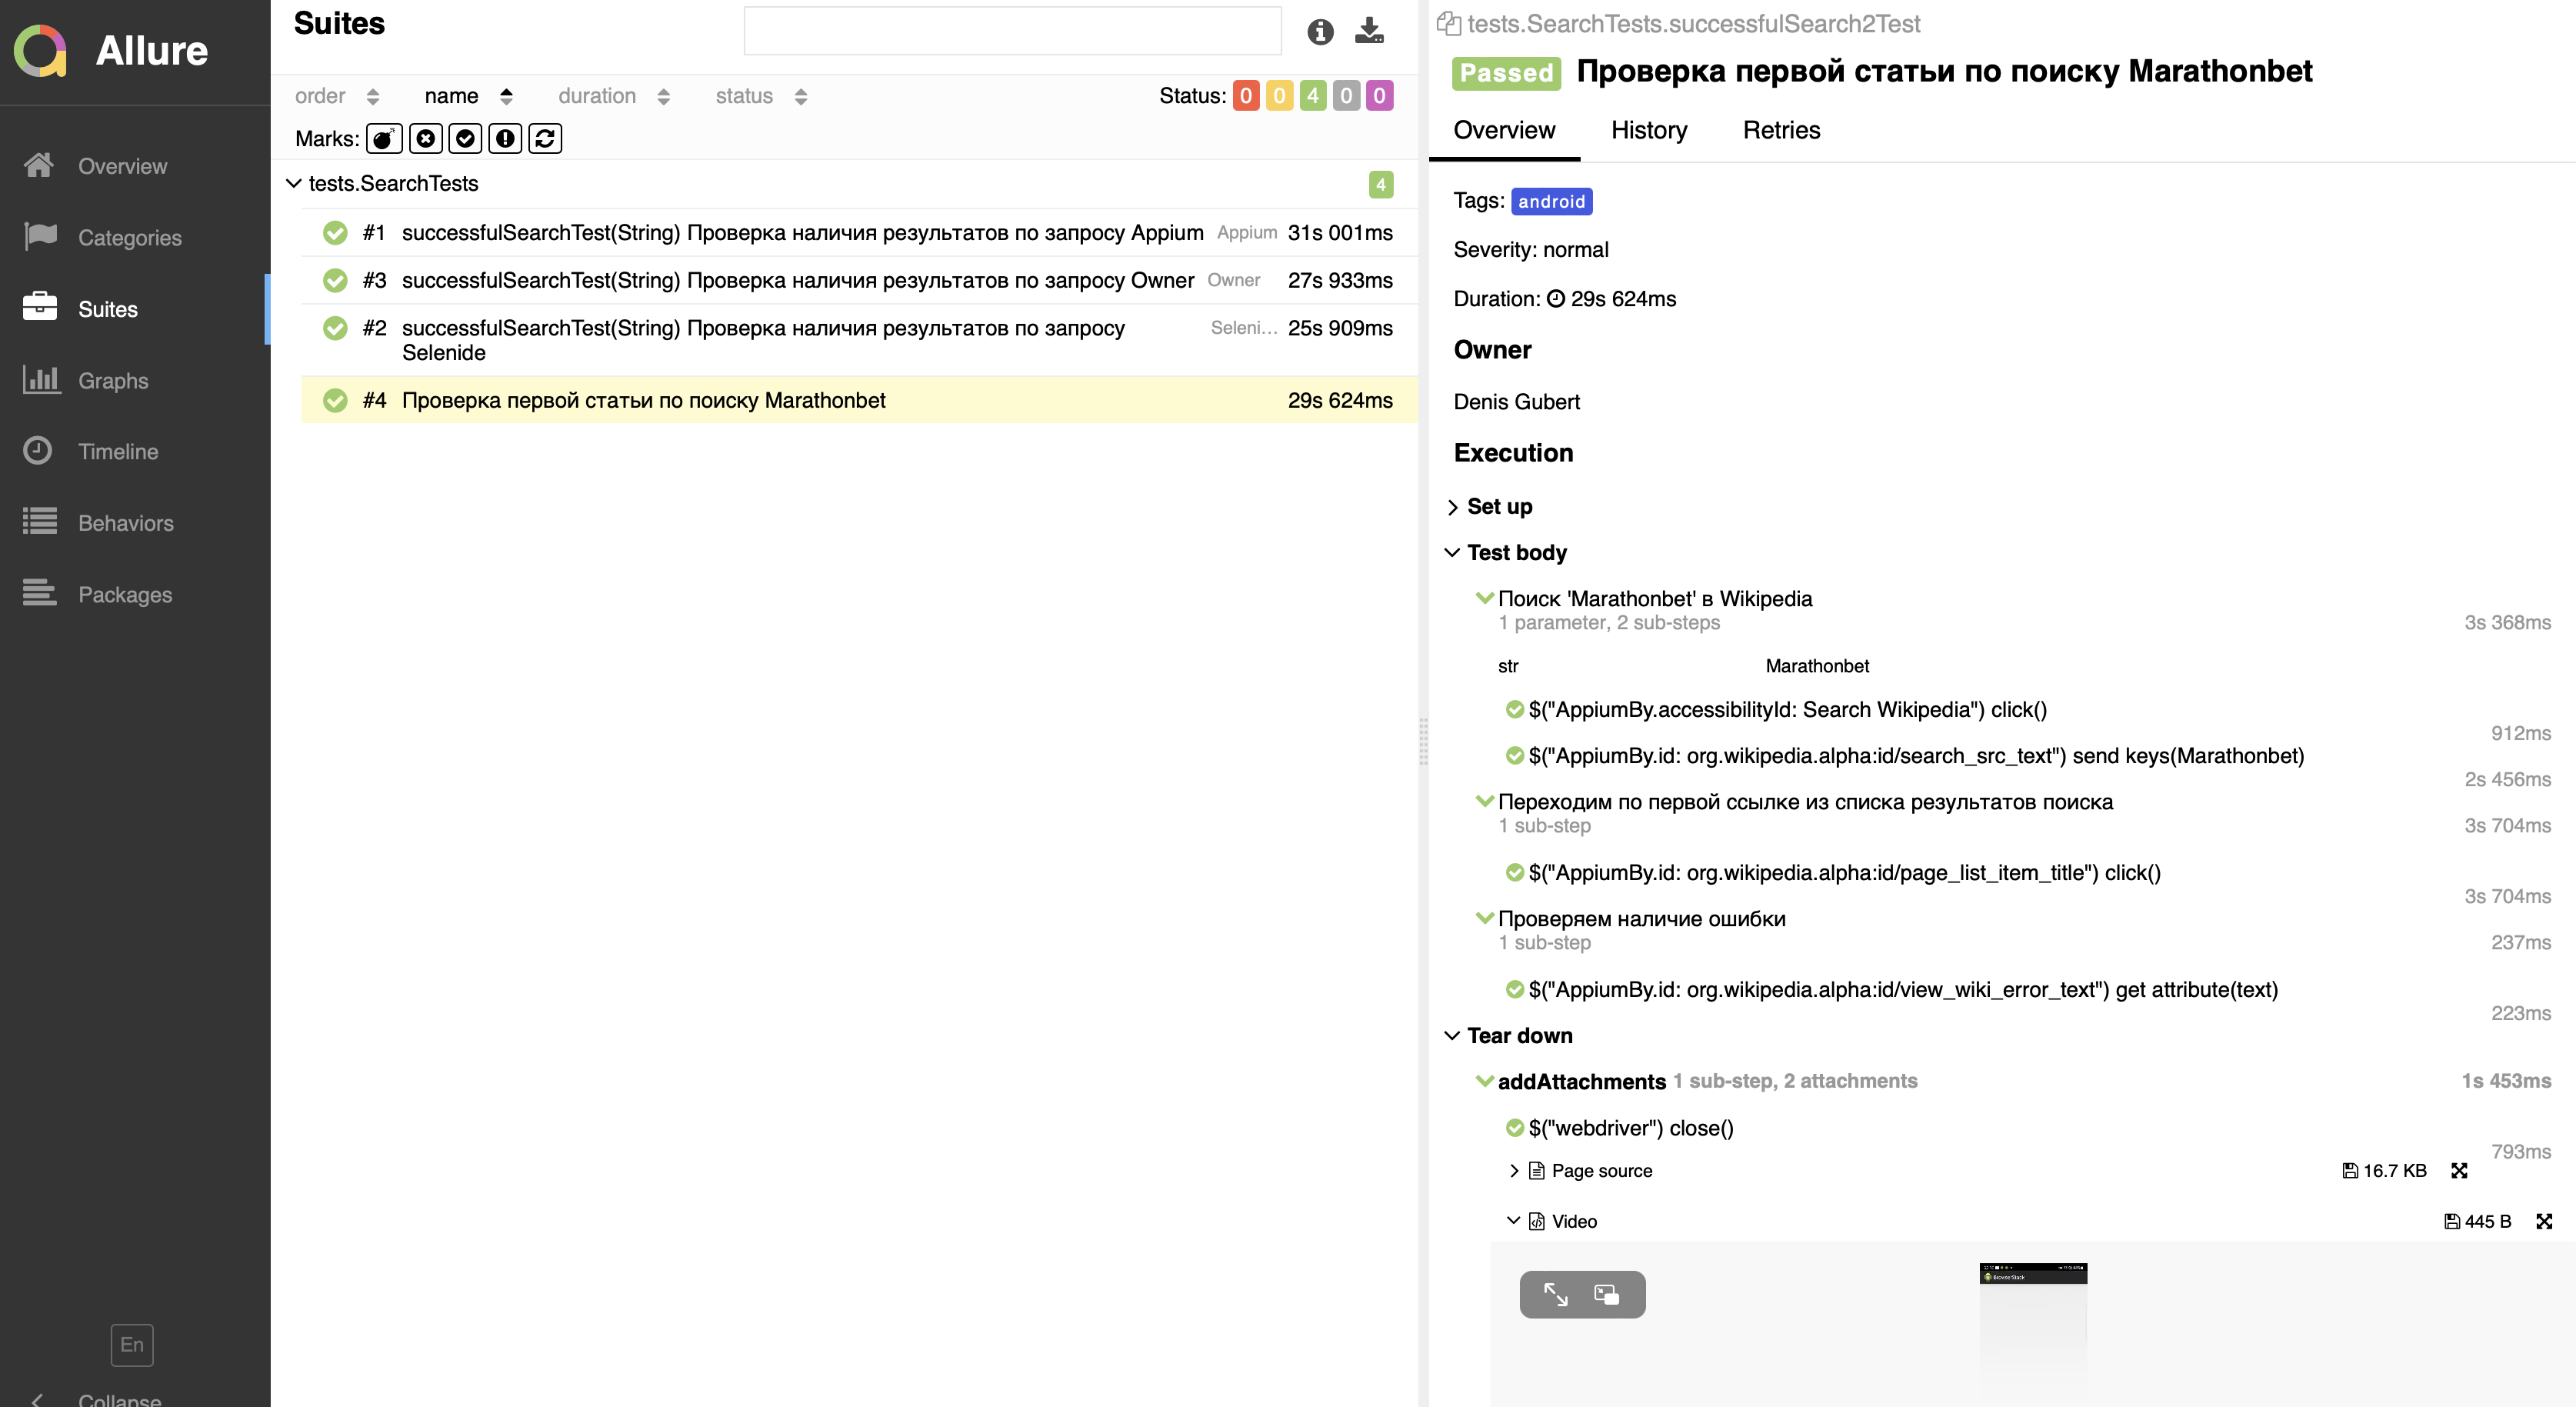 Allure
Overview
Categories
Suites
Graphs
Timeline
Behaviors
Packages
En
Collapse
Suites
order name duration status
Status: 0 0 4 0 0
Marks:
tests.SearchTests 4
#1 successfulSearchTest(String) Проверка наличия результатов по запросу Appium Appium 31s 001ms
#3 successfulSearchTest(String) Проверка наличия результатов по запросу Owner Owner 27s 933ms
#2 successfulSearchTest(String) Проверка наличия результатов по запросу Seleni... 25s 909ms
Selenide
#4 Проверка первой статьи по поиску Marathonbet 29s 624ms
tests.SearchTests.successfulSearch2Test
Passed Проверка первой статьи по поиску Marathonbet
Overview History Retries
Tags: android
Severity: normal
Duration: 29s 624ms
Owner
Denis Gubert
Execution
Set up
Test body
Поиск 'Marathonbet' в Wikipedia
1 parameter, 2 sub-steps 3s 368ms
str Marathonbet
$("AppiumBy.accessibilityId: Search Wikipedia") click()
912ms
$("AppiumBy.id: org.wikipedia.alpha:id/search_src_text") send keys(Marathonbet)
2s 456ms
Переходим по первой ссылке из списка результатов поиска
1 sub-step 3s 704ms
$("AppiumBy.id: org.wikipedia.alpha:id/page_list_item_title") click()
3s 704ms
Проверяем наличие ошибки
1 sub-step 237ms
$("AppiumBy.id: org.wikipedia.alpha:id/view_wiki_error_text") get attribute(text)
223ms
Tear down
addAttachments 1 sub-step, 2 attachments 1s 453ms
$("webdriver") close()
793ms
Page source 16.7 KB
Video 445 B
BrowserStack